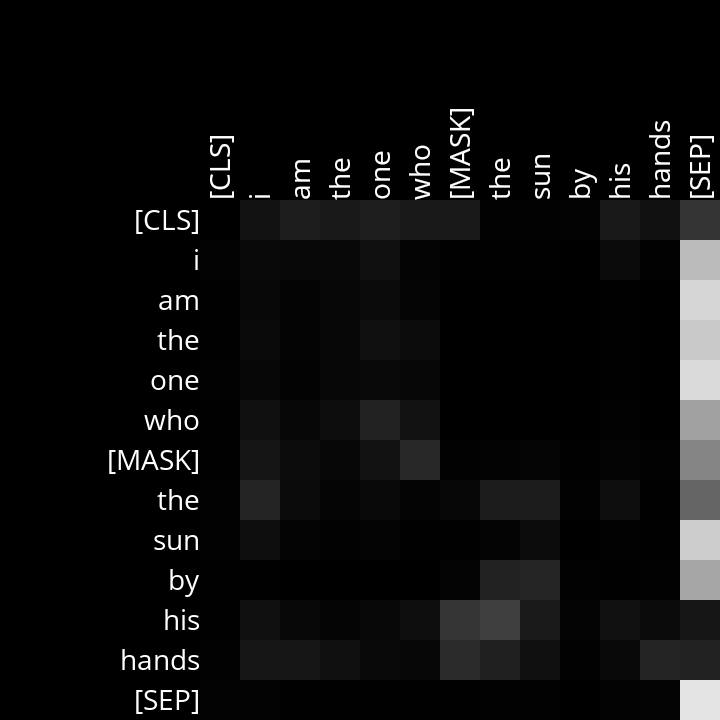 [CLS] i am the one who [MASK] the sun by his hands [SEP]
[CLS]
i
am
the
one
who
[MASK]
the
sun
by
his
hands
[SEP]